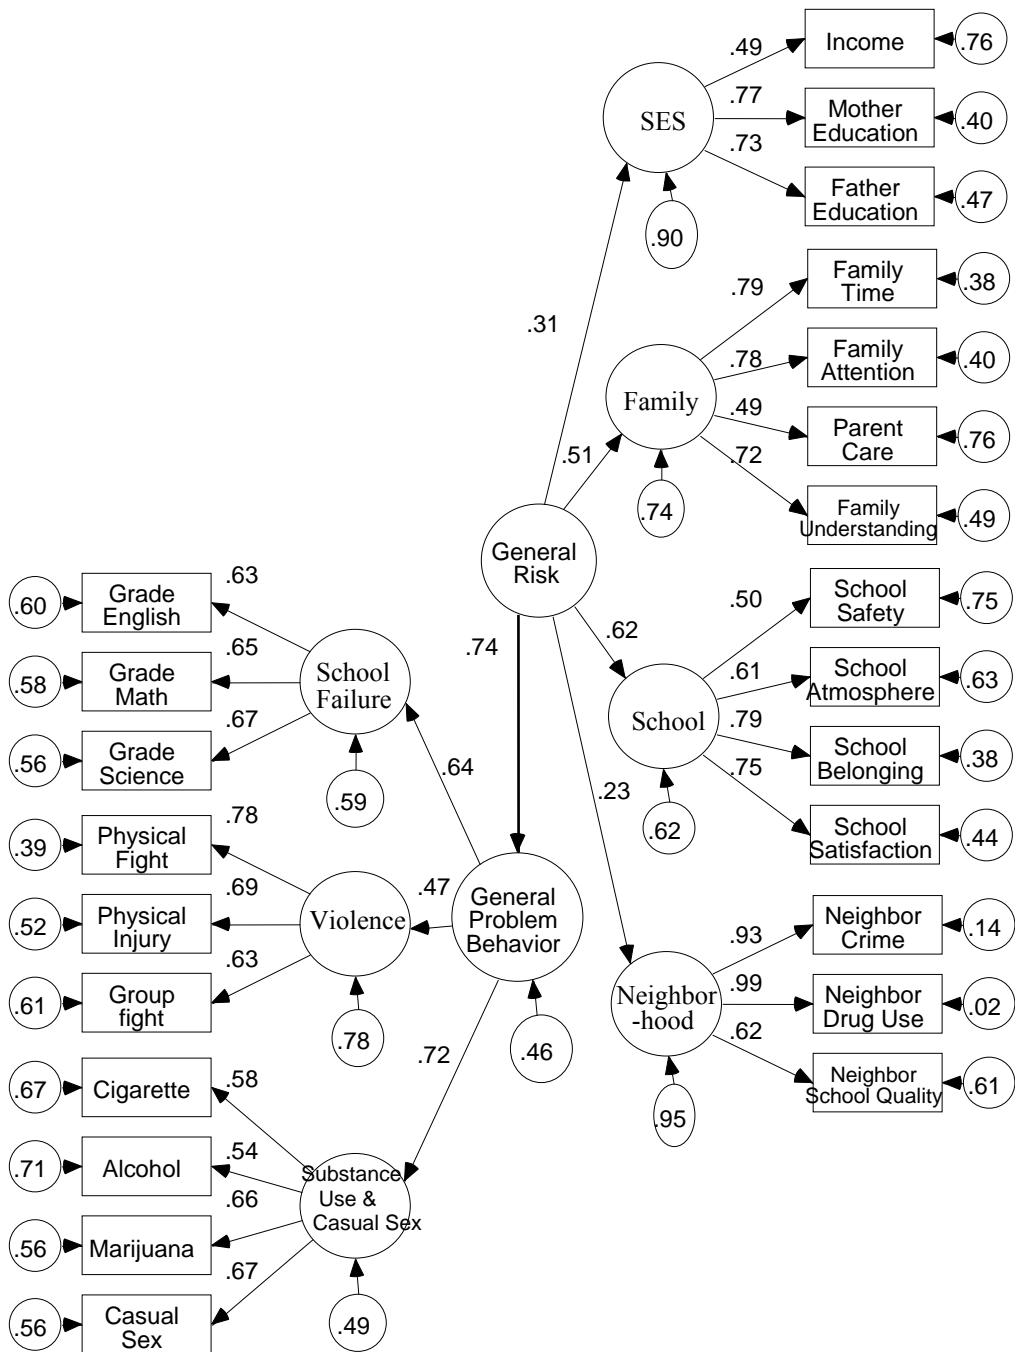 .49
Income
.76
SES
.77
Mother
Education
.40
.73
Father
Education
.47
.90
.31
.79
Family
Time
.38
Family
.78
Family
Attention
.40
.49
Parent
Care
.76
.51
.72
Family
Understanding
.49
.74
General
Risk
.62
.50
School
Safety
.75
School
.61
School
Atmosphere
.63
.79
School
Belonging
.38
.75
School
Satisfaction
.44
.62
.74
.23
.60
Grade
English
.63
.58
Grade
Math
.65
School
Failure
.56
Grade
Science
.67
.59
.64
.39
Physical
Fight
.78
.52
Physical
Injury
.69
Violence
.47
General
Problem
Behavior
.61
Group
fight
.63
.78
.46
.72
Neighbor
-hood
.93
Neighbor
Crime
.14
.99
Neighbor
Drug Use
.02
.62
Neighbor
School Quality
.61
.95
.67
Cigarette
.58
.71
Alcohol
.54
Substance
Use &
Casual Sex
.56
Marijuana
.66
.56
Casual
Sex
.67
.49